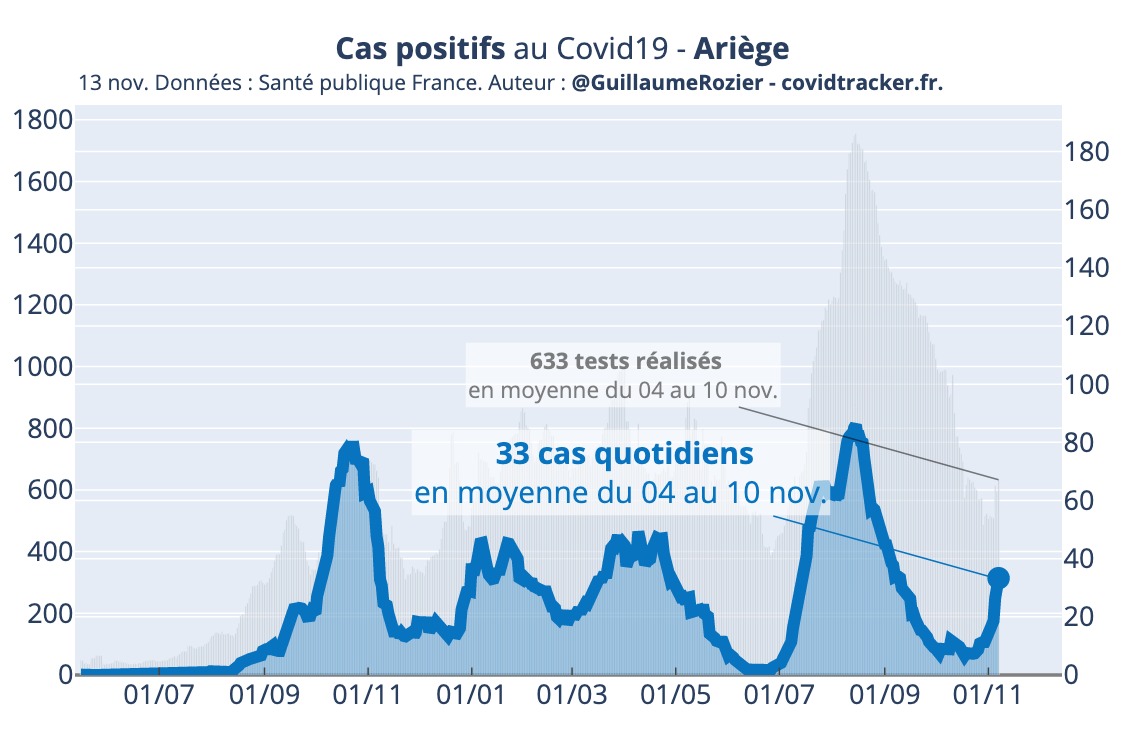 Cas positifs au Covid19 - Ariège
13 nov. Données : Santé publique France. Auteur : @GuillaumeRozier - covidtracker.fr.
1800
1600
1400
1200
1000
800
600
400
200
0
180
160
140
120
100
80
60
40
20
0
633 tests réalisés
en moyenne du 04 au 10 nov.
33 cas quotidiens
en moyenne du 04 au 10 nov.
01/07 01/09 01/11 01/01 01/03 01/05 01/07 01/09 01/11